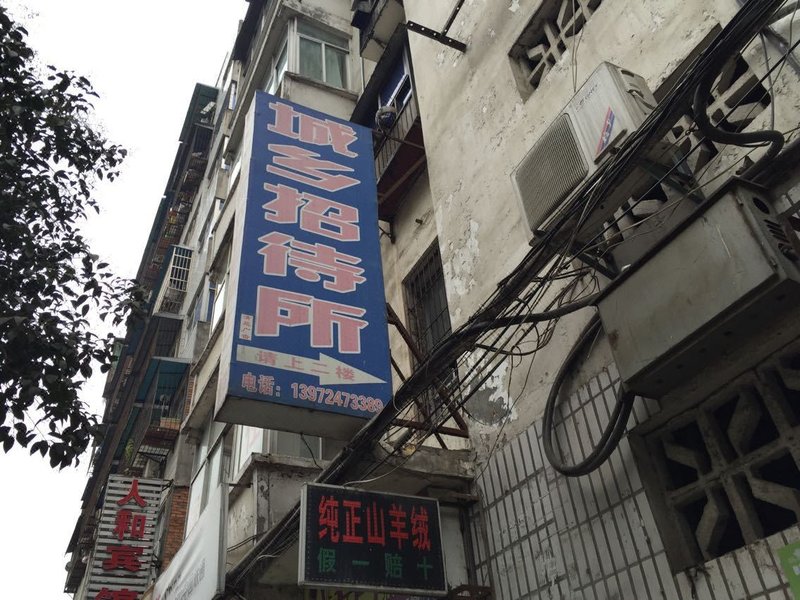 城乡招待所
请上二楼
电话：13972473389
人和宾馆
纯正山羊绒
假一赔十